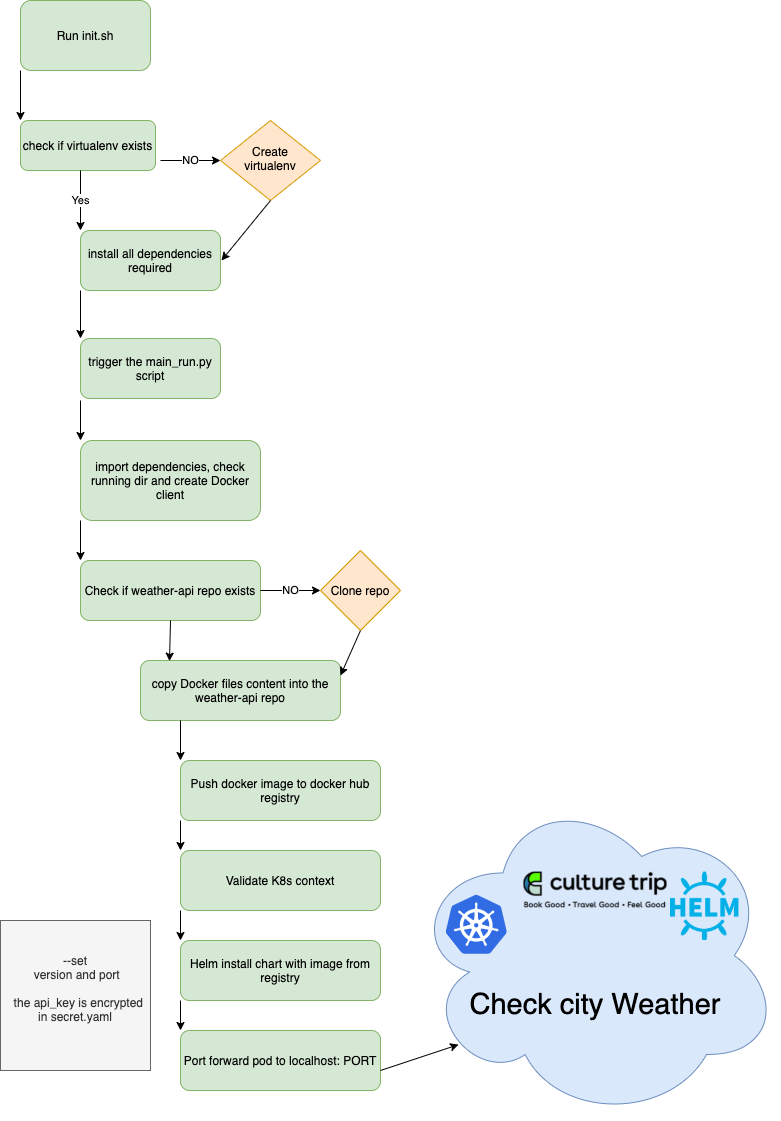 Run init.sh
check if virtualenv exists
NO
Create
virtualenv
Yes
install all dependencies
required
trigger the main_run.py
script
import dependencies, check
running dir and create Docker
client
Check if weather-api repo exists
NO
Clone repo
copy Docker files content into the
weather-api repo
Push docker image to docker hub
registry
Validate K8s context
culture trip
Book Good • Travel Good • Feel Good
HELM
--set
version and port
the api_key is encrypted
in secret.yaml
Helm install chart with image from
registry
Check city Weather
Port forward pod to localhost: PORT